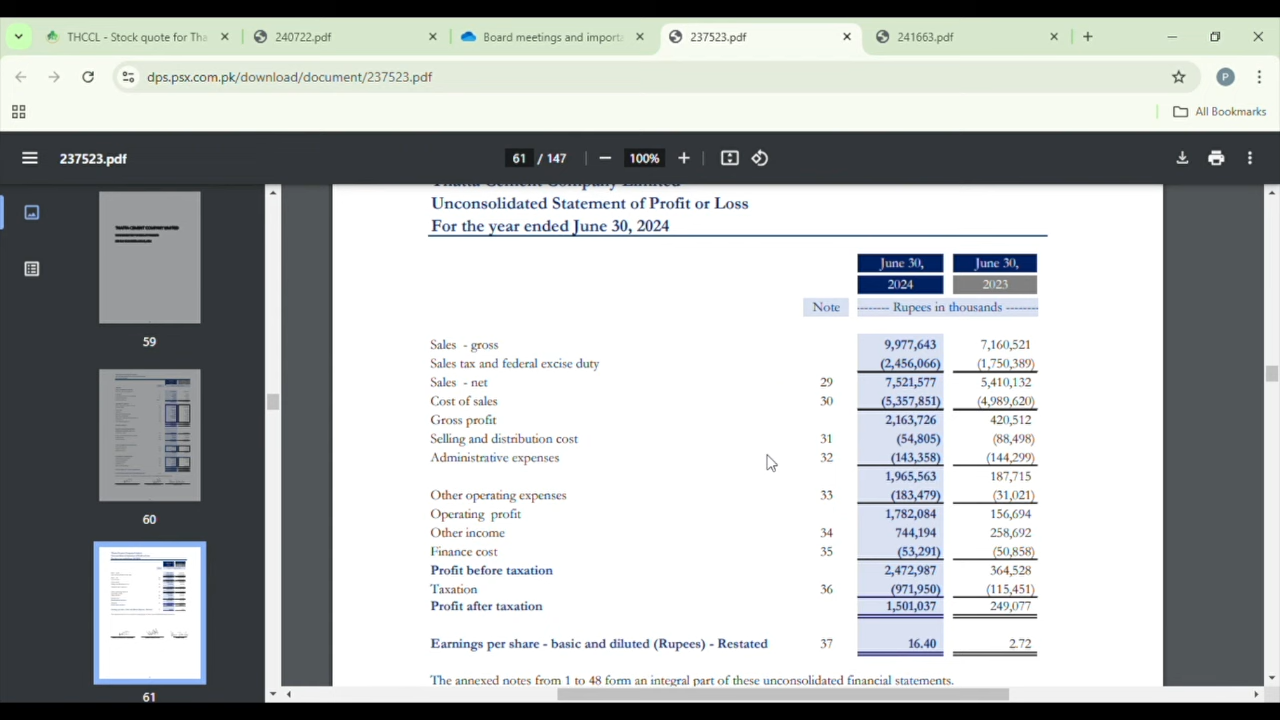 THCCL - Stock quote for Tha
240722.pdf
Board meetings and importa
237523.pdf
241663.pdf
dps.psx.com.pk/download/document/237523.pdf
P
All Bookmarks
237523.pdf
61 / 147
100%
59
60
61
Thatta Cement Company Limited
Unconsolidated Statement of Profit or Loss
For the year ended June 30, 2024
June 30, June 30,
2024 2023
Note -------- Rupees in thousands --------
Sales - gross 9,977,643 7,160,521
Sales tax and federal excise duty (2,456,066) (1,750,389)
Sales - net 29 7,521,577 5,410,132
Cost of sales 30 (5,357,851) (4,989,620)
Gross profit 2,163,726 420,512
Selling and distribution cost 31 (54,805) (88,498)
Administrative expenses 32 (143,358) (144,299)
1,965,563 187,715
Other operating expenses 33 (183,479) (31,021)
Operating profit 1,782,084 156,694
Other income 34 744,194 258,692
Finance cost 35 (53,291) (50,858)
Profit before taxation 2,472,987 364,528
Taxation 36 (971,950) (115,451)
Profit after taxation 1,501,037 249,077
Earnings per share - basic and diluted (Rupees) - Restated 37 16.40 2.72
The annexed notes from 1 to 48 form an integral part of these unconsolidated financial statements.